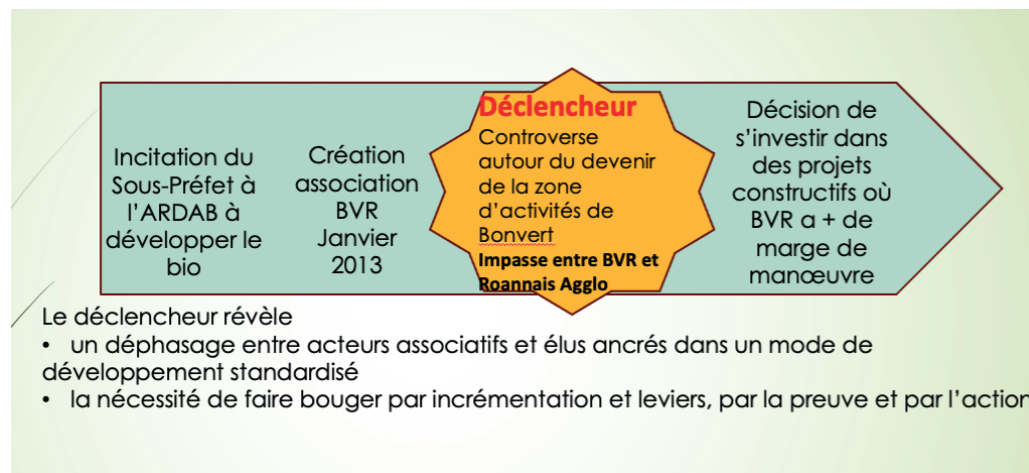 Incitation du
Sous-Préfet à
l'ARDAB à
développer le
bio
Création
association
BVR
Janvier
2013
Déclencheur
Controverse
autour du devenir
de la zone
d'activités de
Bonvert
Impasse entre BVR et
Roannais Agglo
Décision de
s'investir dans
des projets
constructifs où
BVR a + de
marge de
manœuvre
Le déclencheur révèle
• un déphasage entre acteurs associatifs et élus ancrés dans un mode de
développement standardisé
• la nécessité de faire bouger par incrémentation et leviers, par la preuve et par l'action